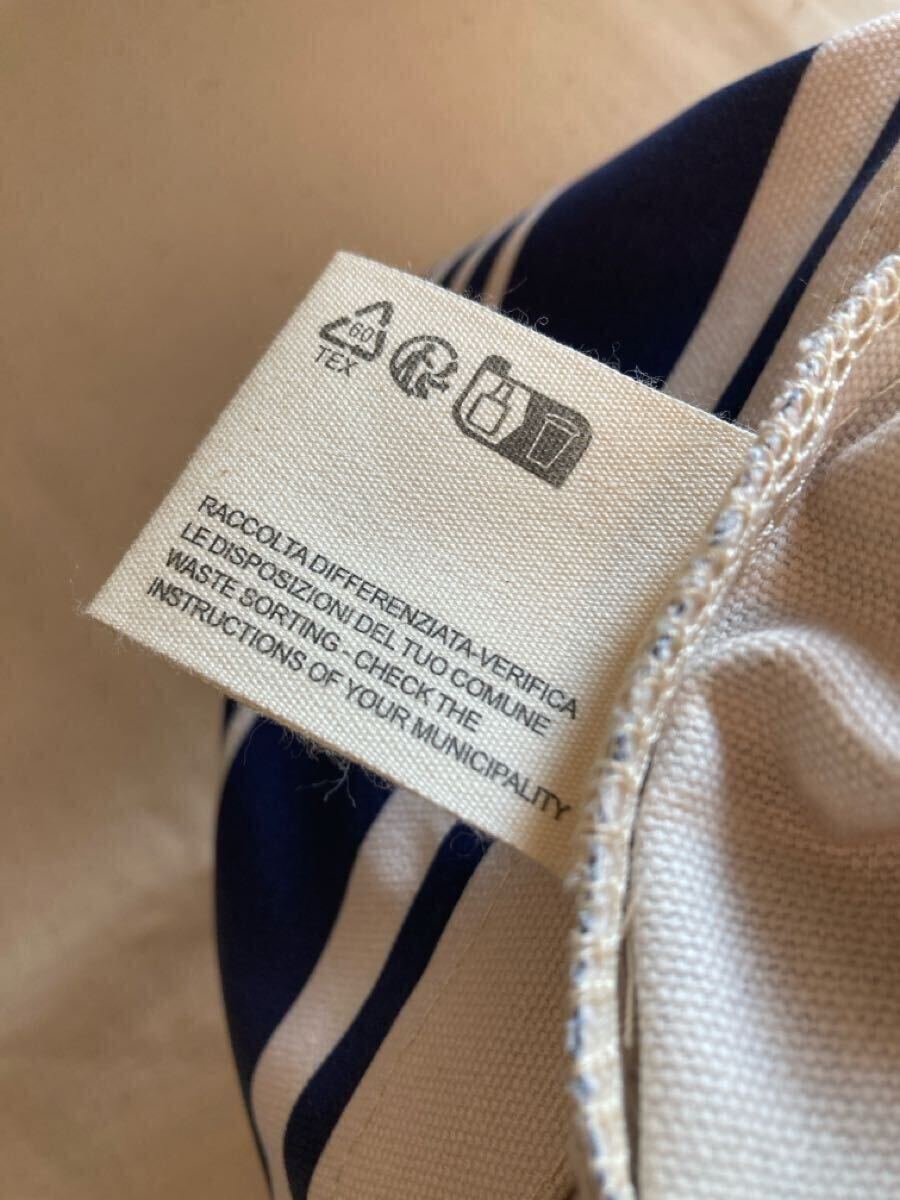 60
TEX
RACCOLTA DIFFERENZIATA-VERIFICA
LE DISPOSIZIONI DEL TUO COMUNE
WASTE SORTING - CHECK THE
INSTRUCTIONS OF YOUR MUNICIPALITY